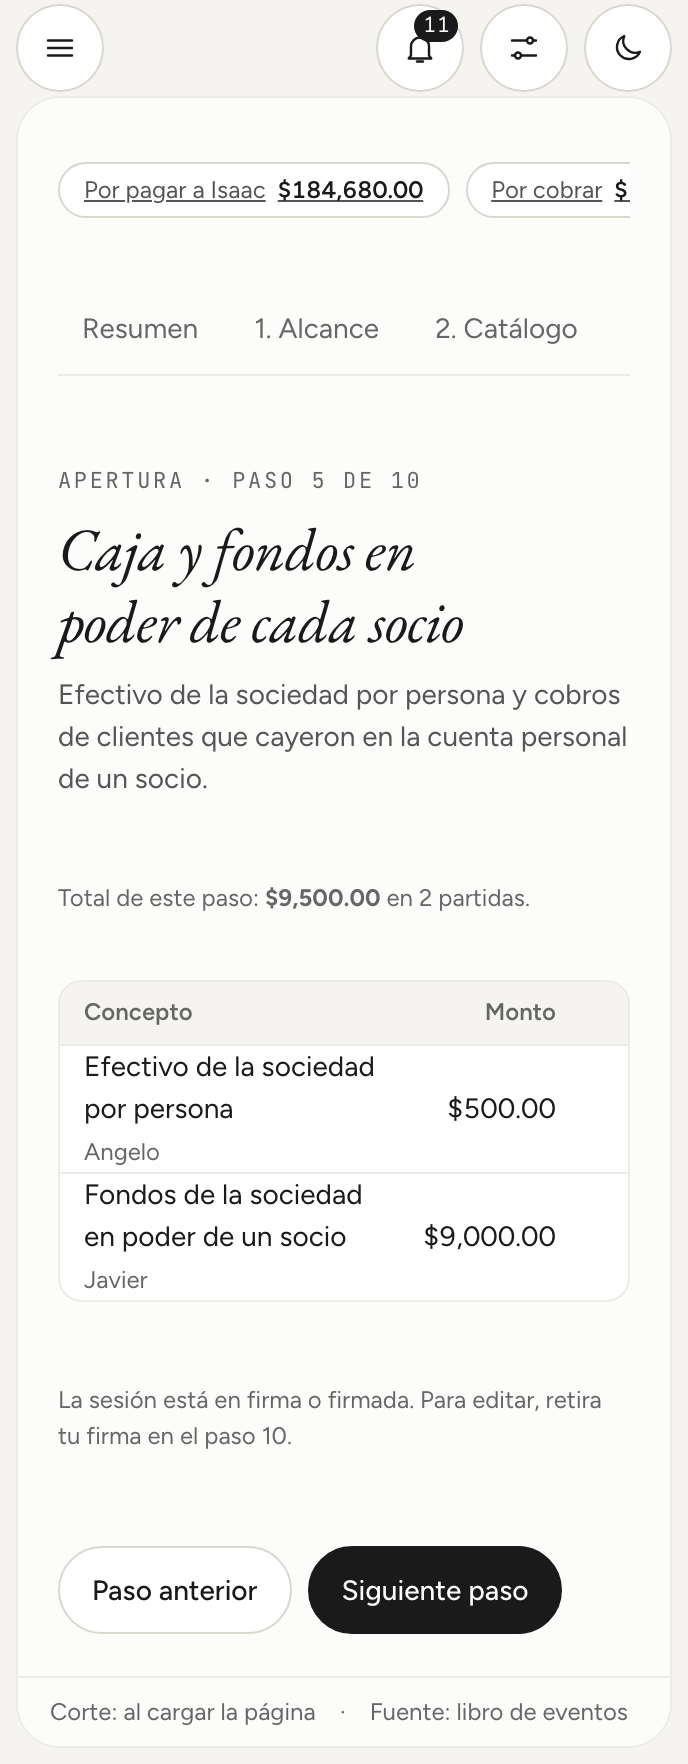 11
Por pagar a Isaac $184,680.00 Por cobrar $
Resumen 1. Alcance 2. Catálogo
APERTURA · PASO 5 DE 10
Caja y fondos en
poder de cada socio
Efectivo de la sociedad por persona y cobros
de clientes que cayeron en la cuenta personal
de un socio.
Total de este paso: $9,500.00 en 2 partidas.
Concepto Monto
Efectivo de la sociedad
por persona $500.00
Angelo
Fondos de la sociedad
en poder de un socio $9,000.00
Javier
La sesión está en firma o firmada. Para editar, retira
tu firma en el paso 10.
Paso anterior Siguiente paso
Corte: al cargar la página · Fuente: libro de eventos